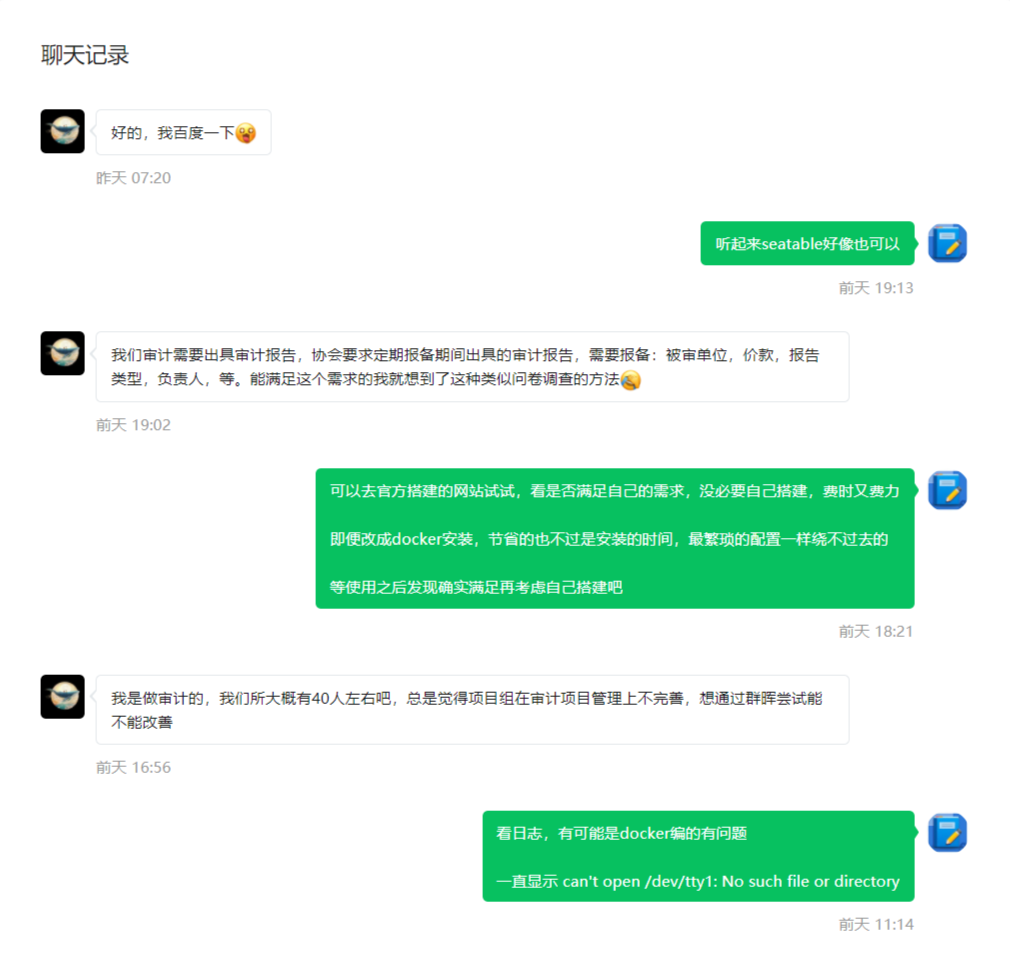 聊天记录
好的，我百度一下
昨天 07:20
听起来seatable好像也可以
前天 19:13
我们审计需要出具审计报告，协会要求定期报备期间出具的审计报告，需要报备：被审单位，价款，报告
类型，负责人，等。能满足这个需求的我就想到了这种类似问卷调查的方法
前天 19:02
可以去官方搭建的网站试试，看是否满足自己的需求，没必要自己搭建，费时又费力
即便改成docker安装，节省的也不过是安装的时间，最繁琐的配置一样绕不过去的
等使用之后发现确实满足再考虑自己搭建吧
前天 18:21
我是做审计的，我们所大概有40人左右吧，总是觉得项目组在审计项目管理上不完善，想通过群晖尝试能
不能改善
前天 16:56
看日志，有可能是docker编的有问题
一直显示 can't open /dev/tty1: No such file or directory
前天 11:14